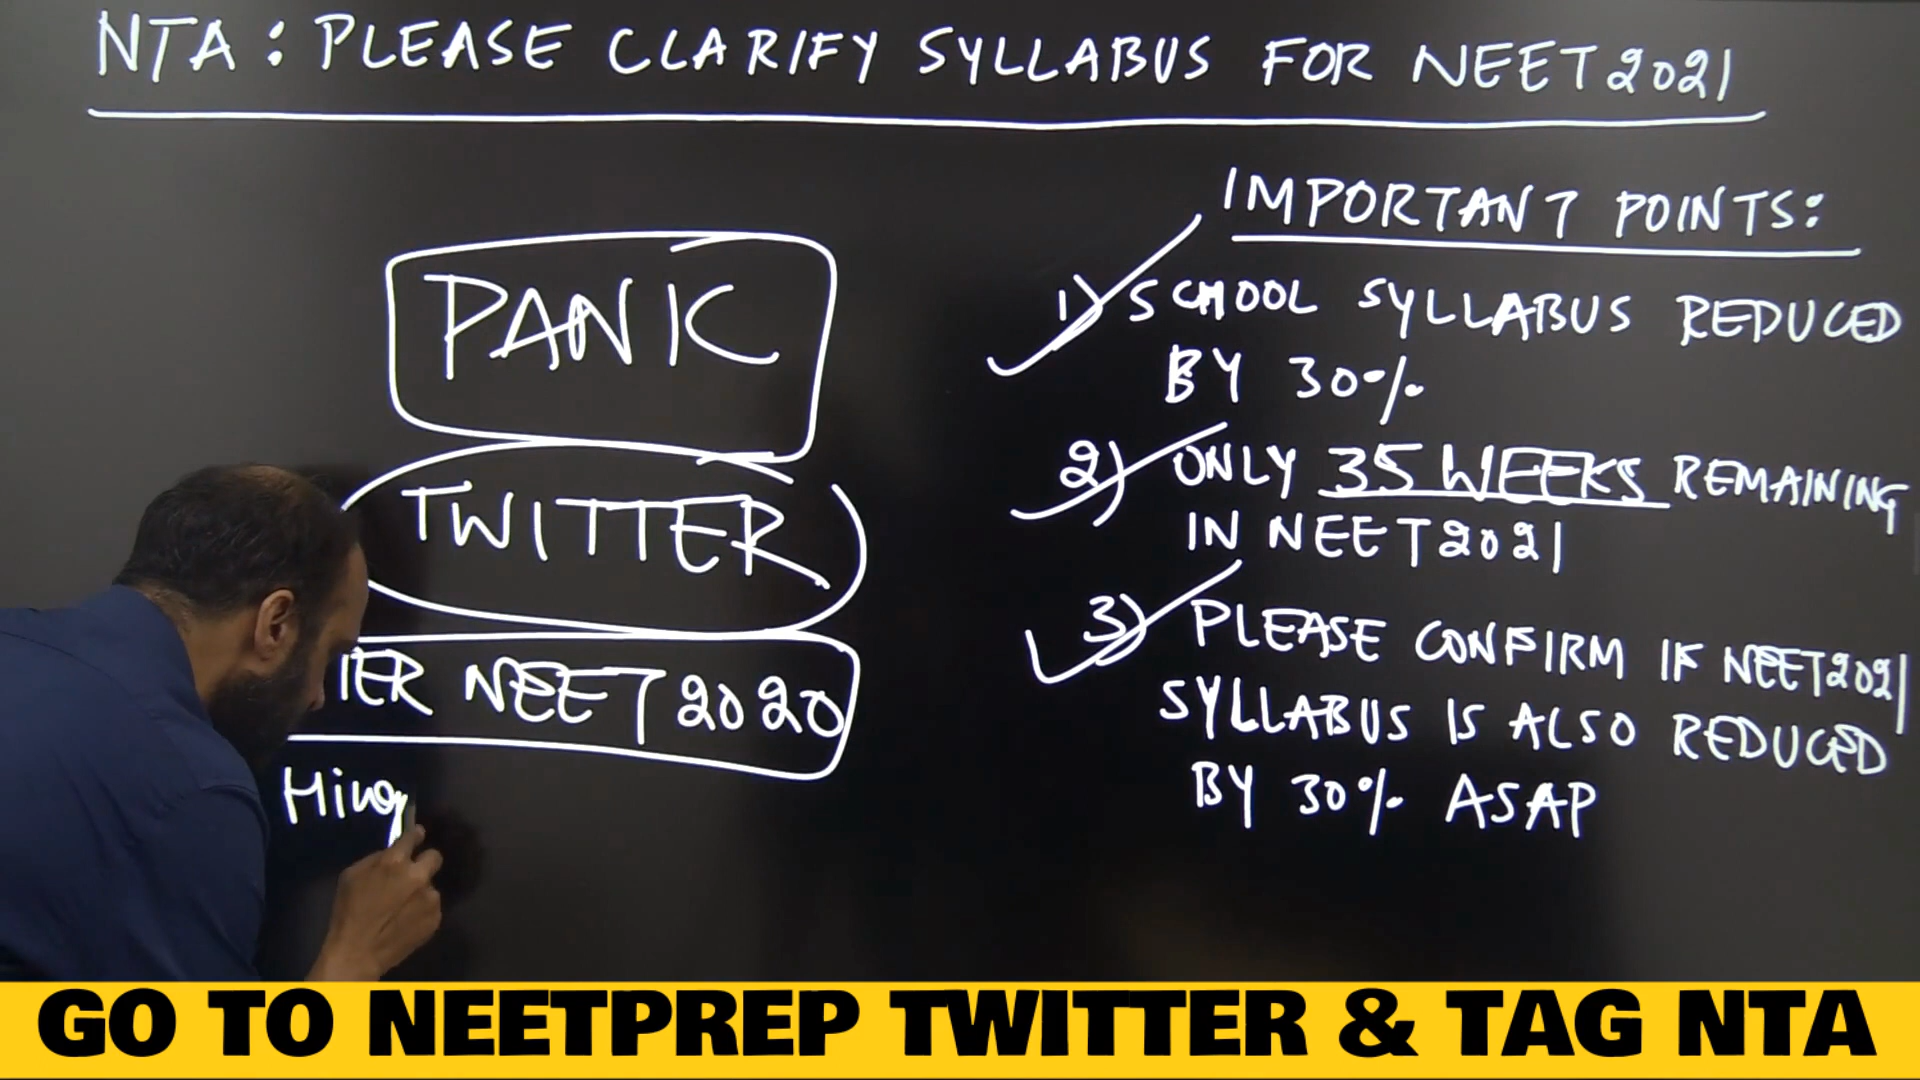 NTA : PLEASE CLARIFY SYLLABUS FOR NEET 2021
PANIC
TWITTER
IER NEET 2020
IMPORTANT POINTS:
1) SCHOOL SYLLABUS REDUCED
BY 30%
2) ONLY 35 WEEKS REMAINING
IN NEET 2021
3) PLEASE CONFIRM IF NEET 2021
SYLLABUS IS ALSO REDUCED
BY 30% ASAP
GO TO NEETPREP TWITTER & TAG NTA